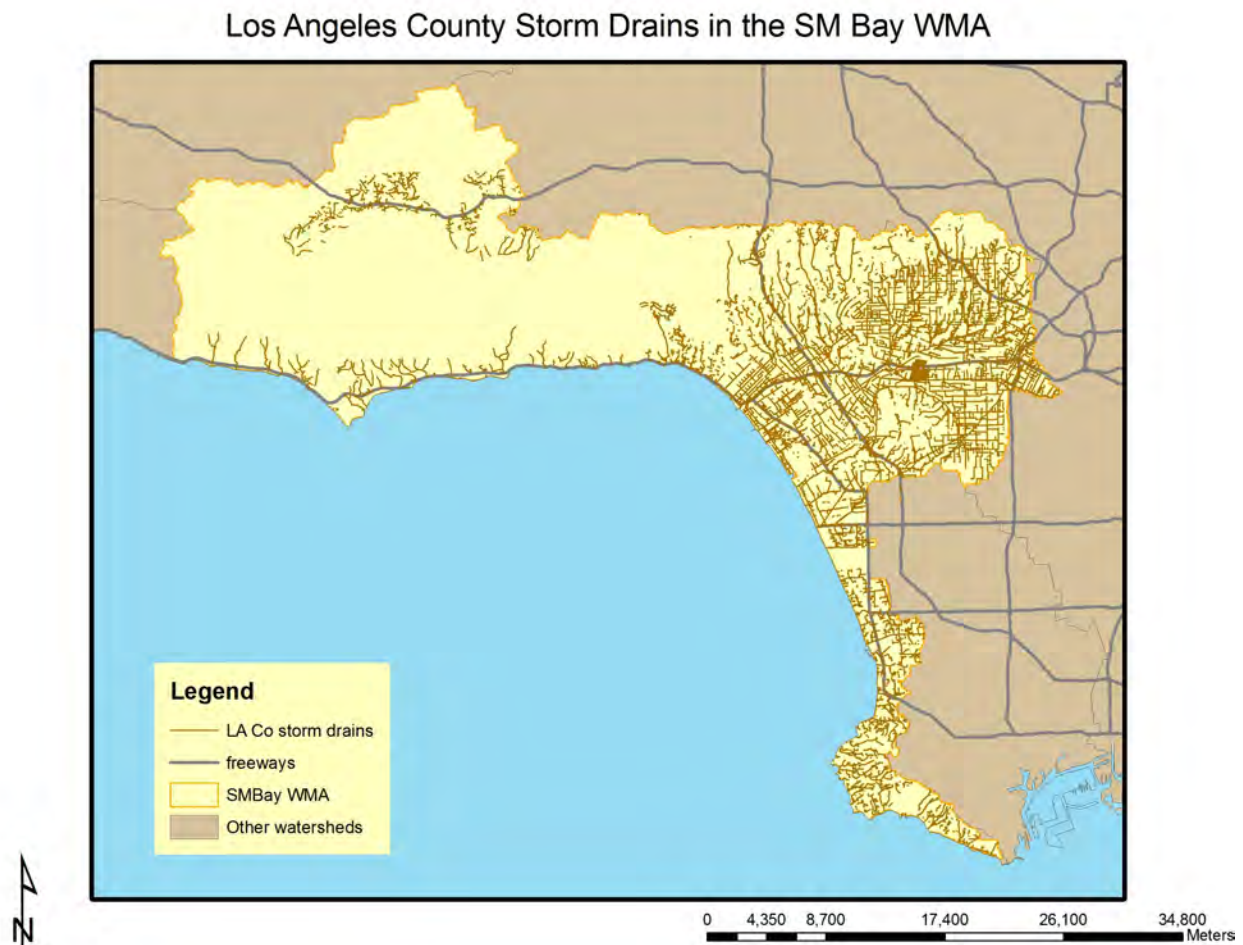 Los Angeles County Storm Drains in the SM Bay WMA
Legend
LA Co storm drains
freeways
SMBay WMA
Other watersheds
N
0 4,350 8,700 17,400 26,100 34,800
Meters